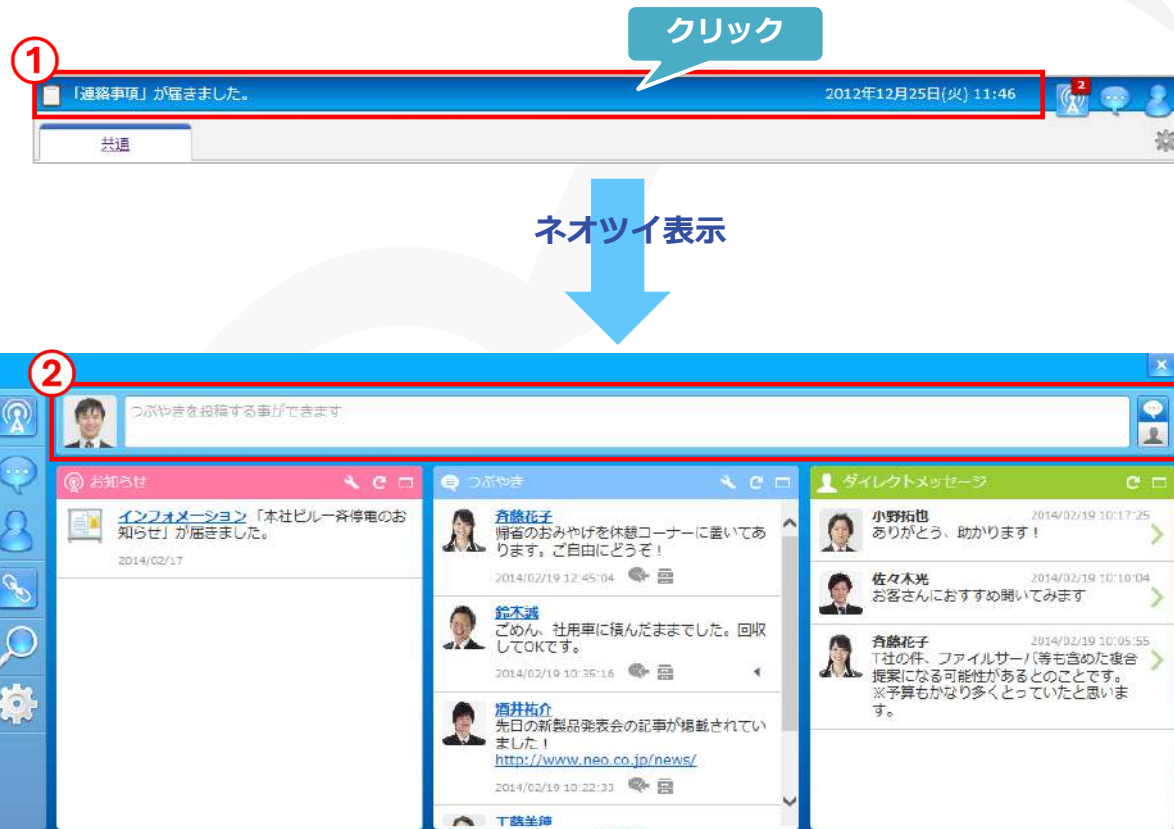 クリック
①
「連絡事項」が届きました。
2012年12月25日(火) 11:46
2
共通
ネオツイ表示
②
つぶやきを投稿する事ができます
お知らせ
インフォメーション「本社ビル一斉停電のお
知らせ」が届きました。
2014/02/17
つぶやき
斉藤花子
帰省のおみやげを休憩コーナーに置いてあ
ります。ご自由にどうぞ！
2014/02/19 12:45:04
鈴木誠
ごめん、社用車に積んだままでした。回収
してOKです。
2014/02/19 10:35:16
酒井祐介
先日の新製品発表会の記事が掲載されてい
ました！
http://www.neo.co.jp/news/
2014/02/19 10:22:33
工藤美穂
ダイレクトメッセージ
小野拓也 2014/02/19 10:17:25
ありがとう、助かります！
佐々木光 2014/02/19 10:10:04
お客さんにおすすめ聞いてみます
斉藤花子 2014/02/19 10:05:55
T社の件、ファイルサーバ等も含めた複合
提案になる可能性があるとのことです。
※予算もかなり多くとっていたと思いま
す。